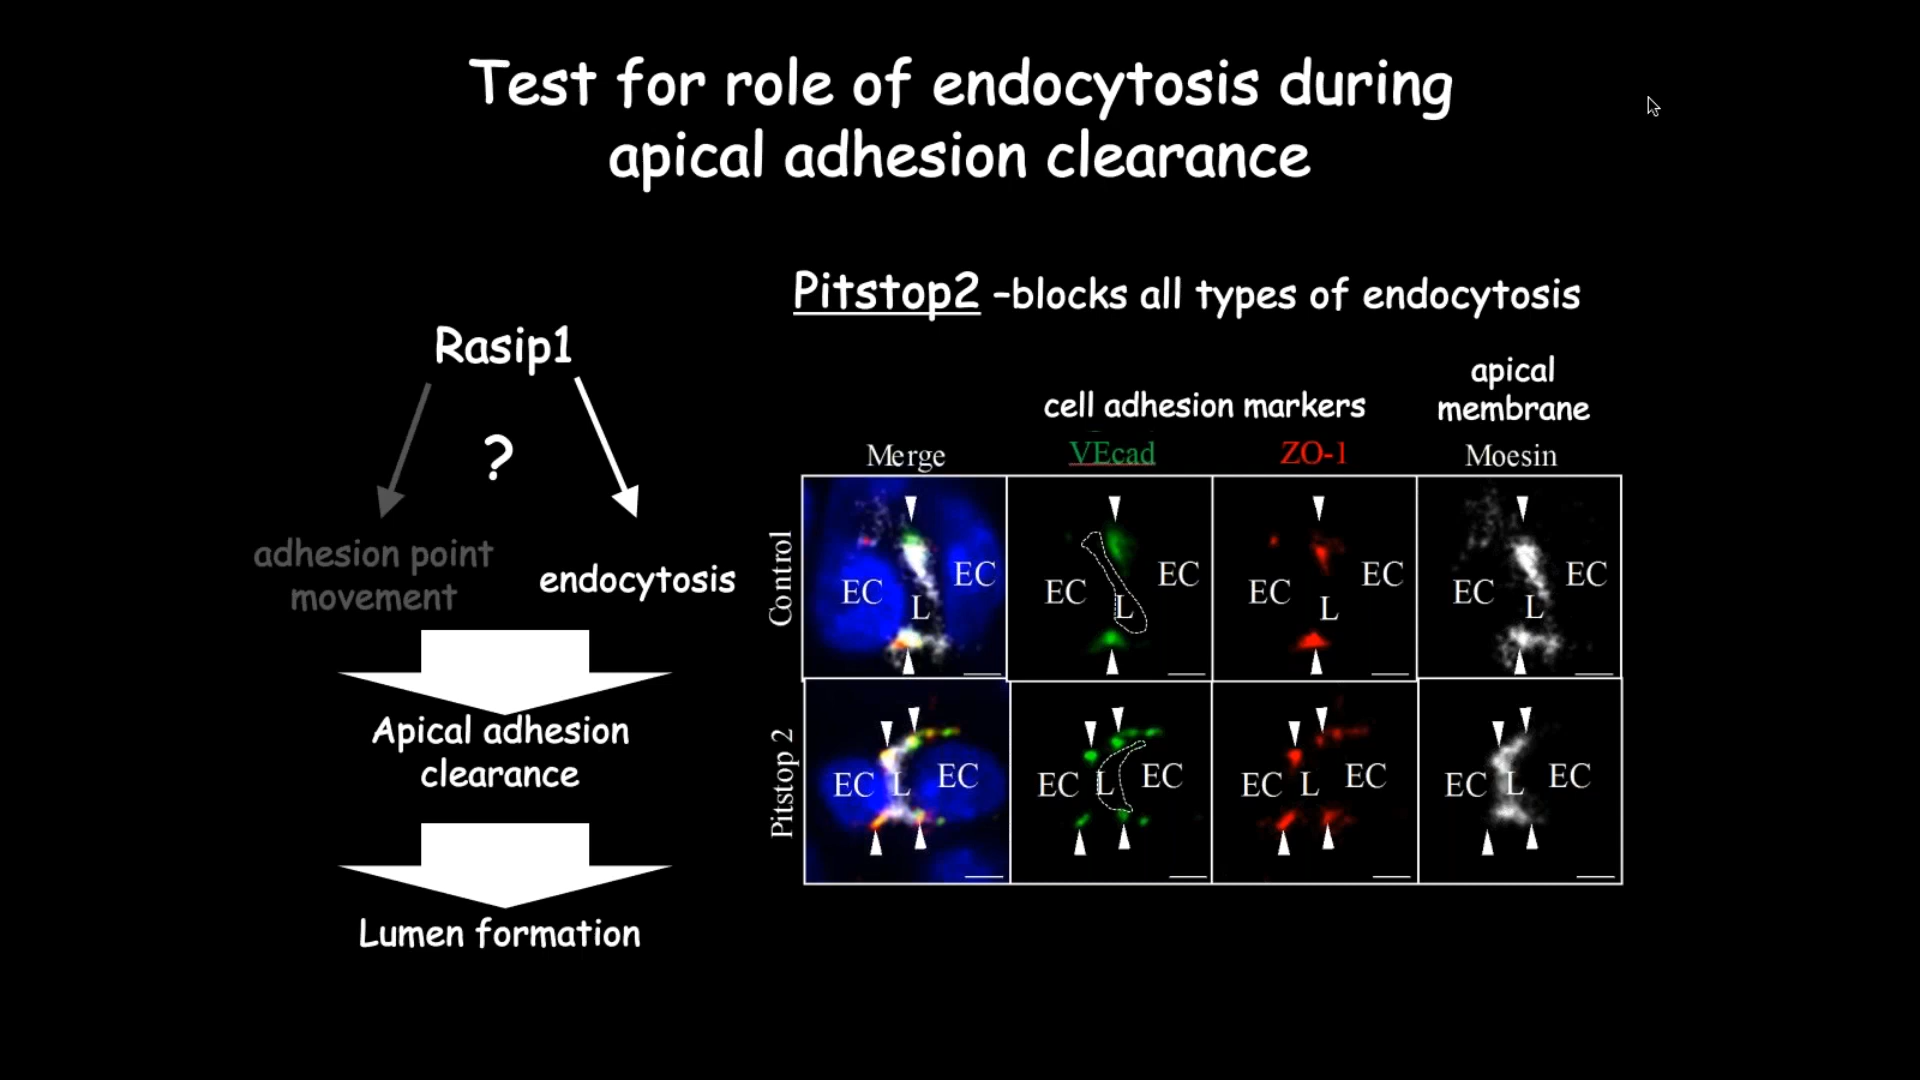 Test for role of endocytosis during
apical adhesion clearance
Pitstop2 –blocks all types of endocytosis
Rasip1
?
adhesion point
movement
endocytosis
Apical adhesion
clearance
Lumen formation
cell adhesion markers
apical
membrane
Merge VEcad ZO-1 Moesin
Control
EC L EC
EC L EC
EC L EC
EC L EC
Pitstop 2
EC L EC
EC L EC
EC L EC
EC L EC